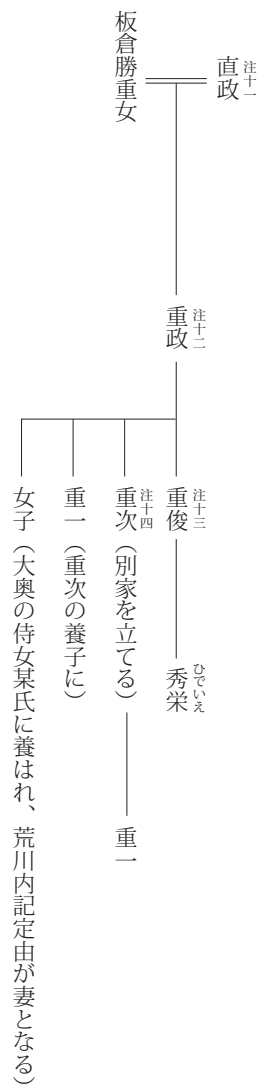 直政
注十一
板倉勝重女
重政
注十二
重俊
注十三
秀栄
ひでいえ
重次（別家を立てる）
注十四
重一
重一（重次の養子に）
女子（大奥の侍女某氏に養はれ、荒川内記定由が妻となる）